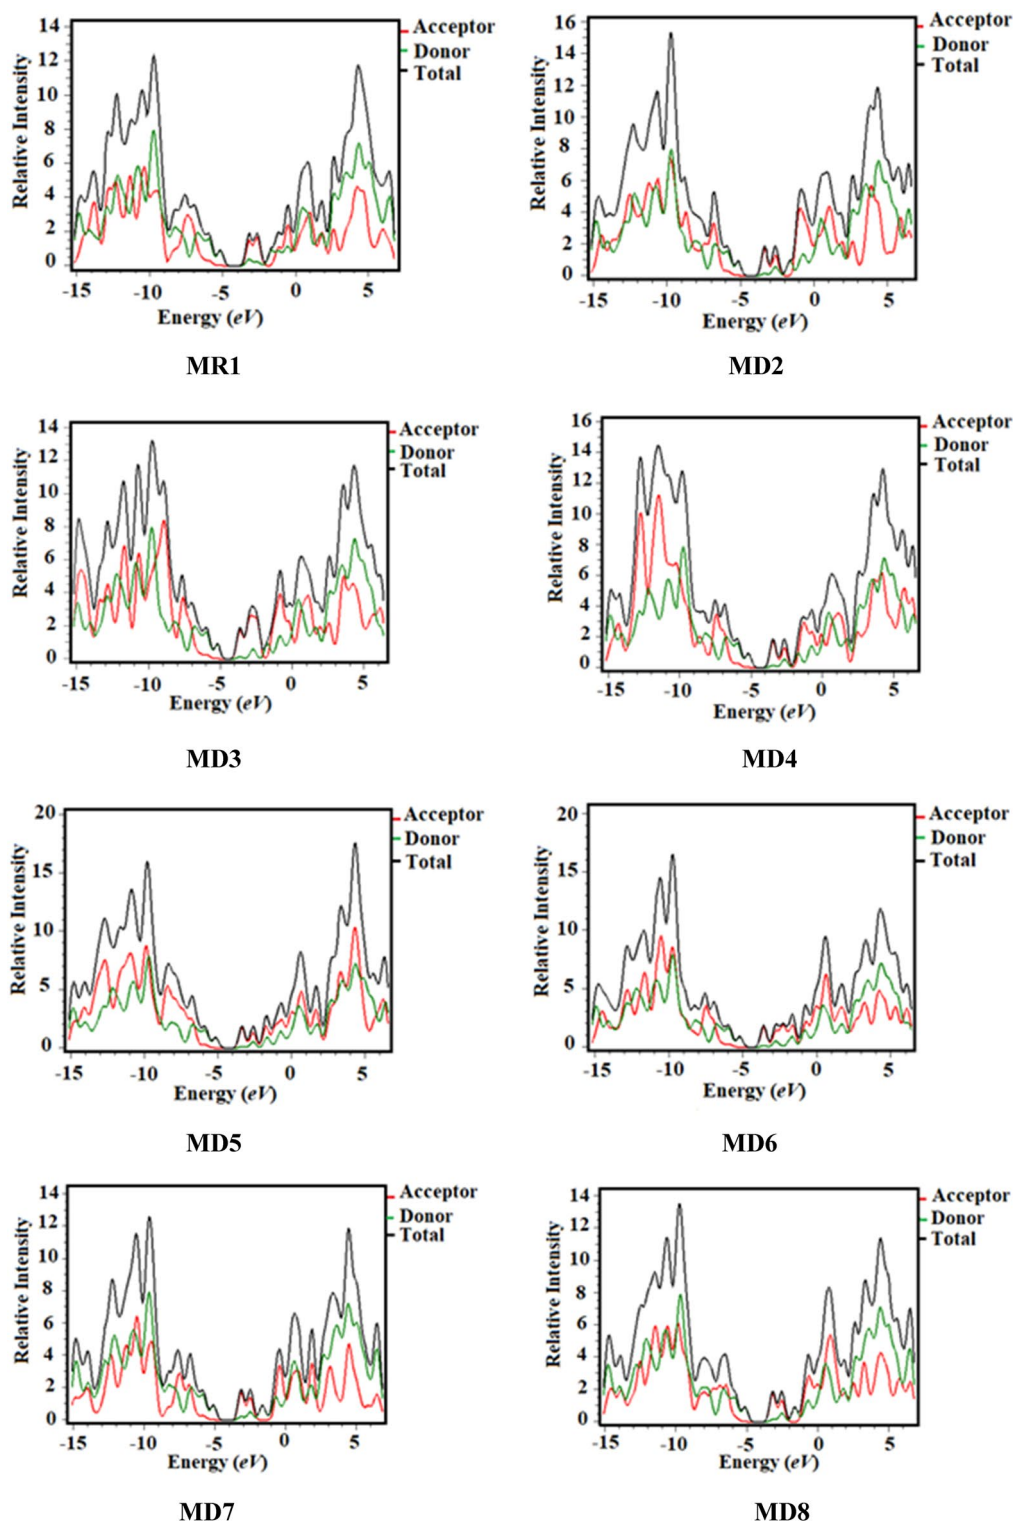 14
12
10
8
6
4
2
0
-15 -10 -5 0 5
Relative Intensity
Energy (eV)
Acceptor
Donor
Total
MR1
16
14
12
10
8
6
4
2
0
-15 -10 -5 0 5
Relative Intensity
Energy (eV)
Acceptor
Donor
Total
MD2
14
12
10
8
6
4
2
0
-15 -10 -5 0 5
Relative Intensity
Energy (eV)
Acceptor
Donor
Total
MD3
16
14
12
10
8
6
4
2
0
-15 -10 -5 0 5
Relative Intensity
Energy (eV)
Acceptor
Donor
Total
MD4
20
15
10
5
0
-15 -10 -5 0 5
Relative Intensity
Energy (eV)
Acceptor
Donor
Total
MD5
20
15
10
5
0
-15 -10 -5 0 5
Relative Intensity
Energy (eV)
Acceptor
Donor
Total
MD6
14
12
10
8
6
4
2
0
-15 -10 -5 0 5
Relative Intensity
Energy (eV)
Acceptor
Donor
Total
MD7
14
12
10
8
6
4
2
0
-15 -10 -5 0 5
Relative Intensity
Energy (eV)
Acceptor
Donor
Total
MD8